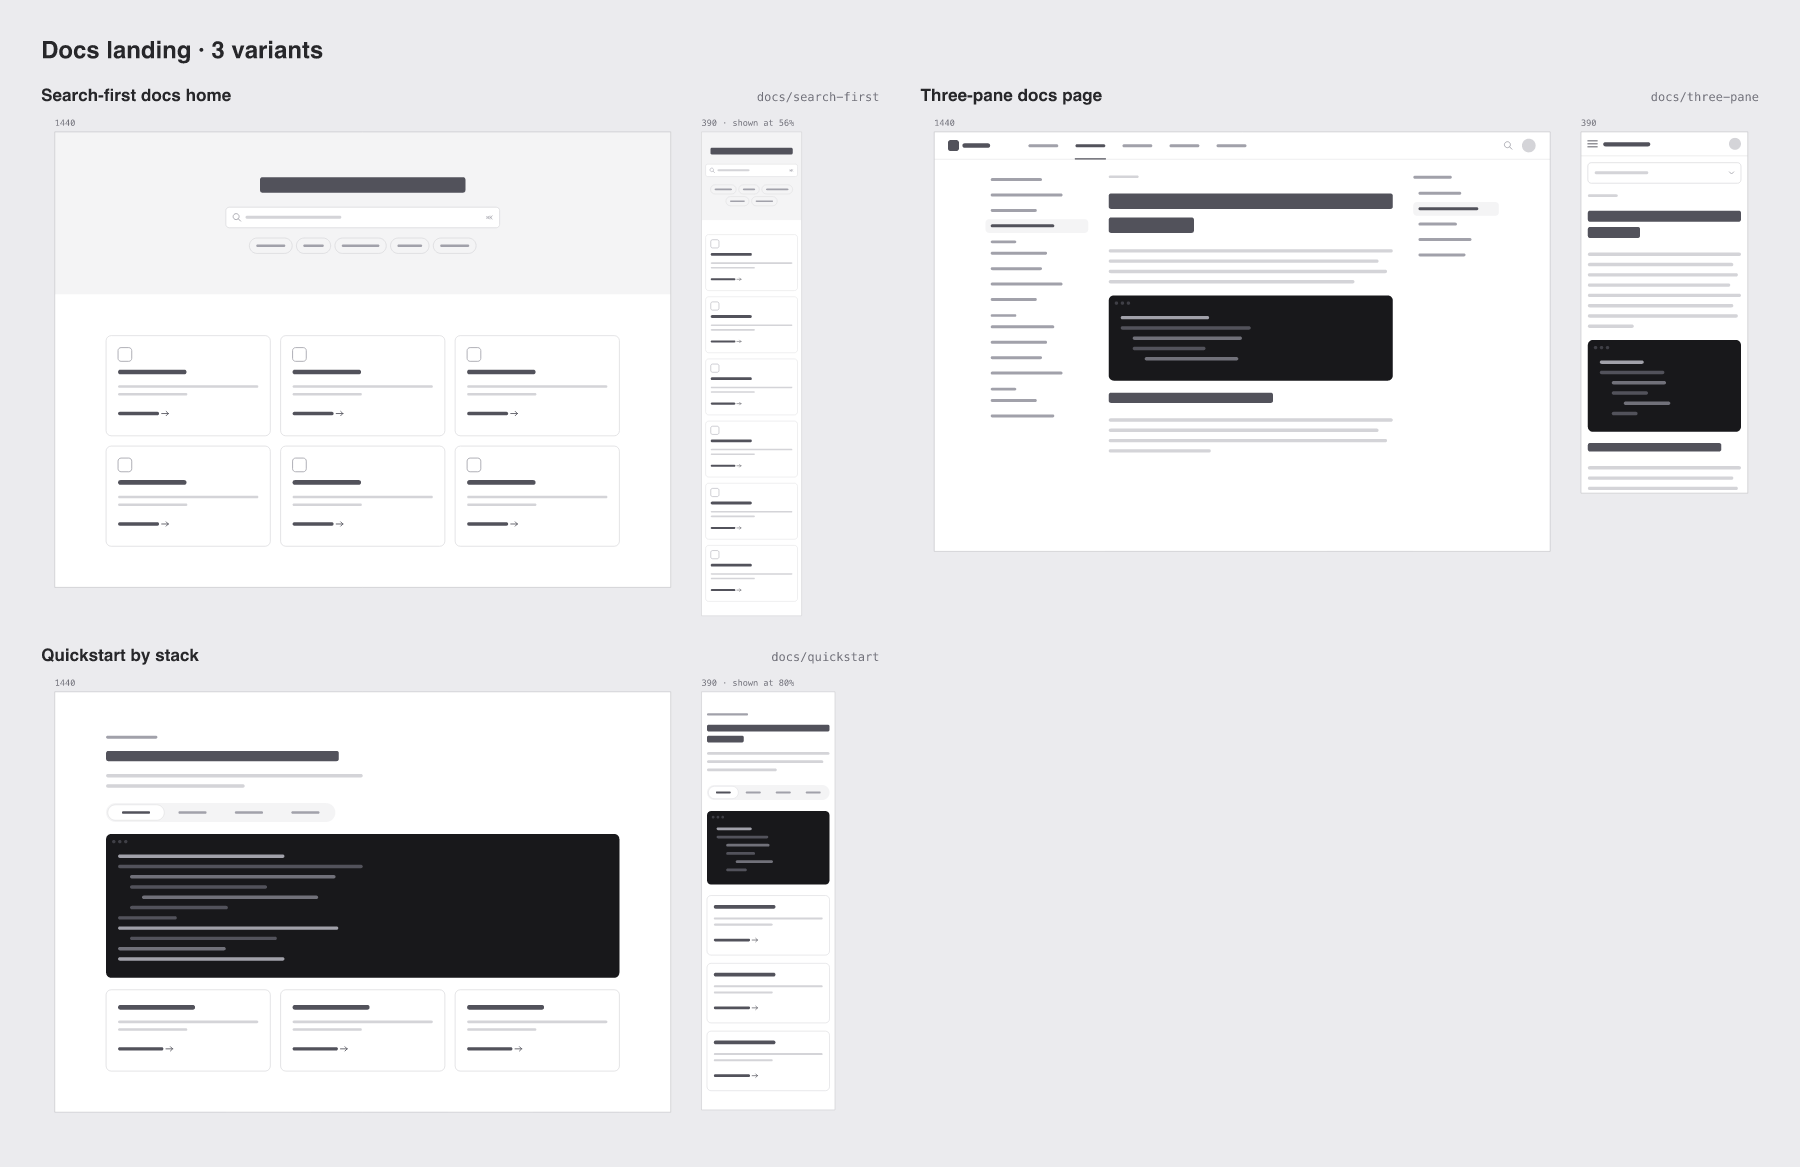 Docs landing · 3 variants
Search-first docs home
docs/search-first
1440
390 · shown at 56%
Three-pane docs page
docs/three-pane
1440
390
Quickstart by stack
docs/quickstart
1440
390 · shown at 80%